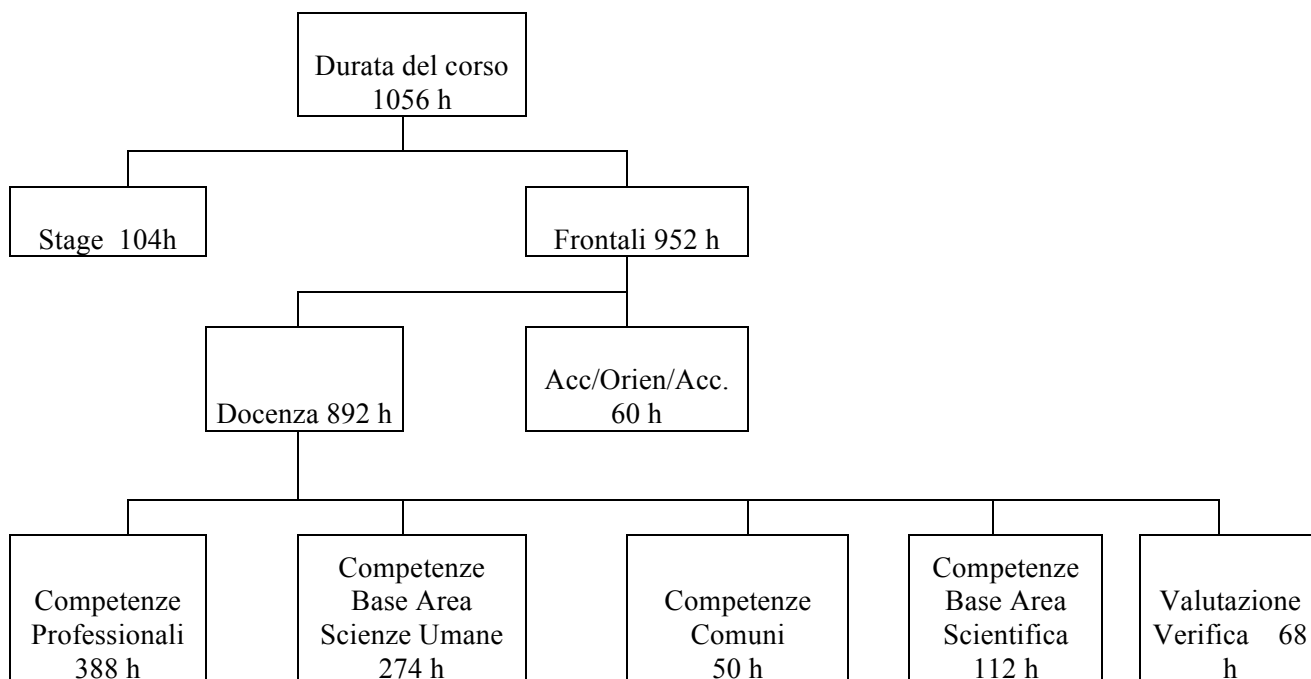 Durata del corso
1056 h
Stage 104h
Frontali 952 h
Docenza 892 h
Acc/Orien/Acc.
60 h
Competenze
Professionali
388 h
Competenze
Base Area
Scienze Umane
274 h
Competenze
Comuni
50 h
Competenze
Base Area
Scientifica
112 h
Valutazione
Verifica 68
h